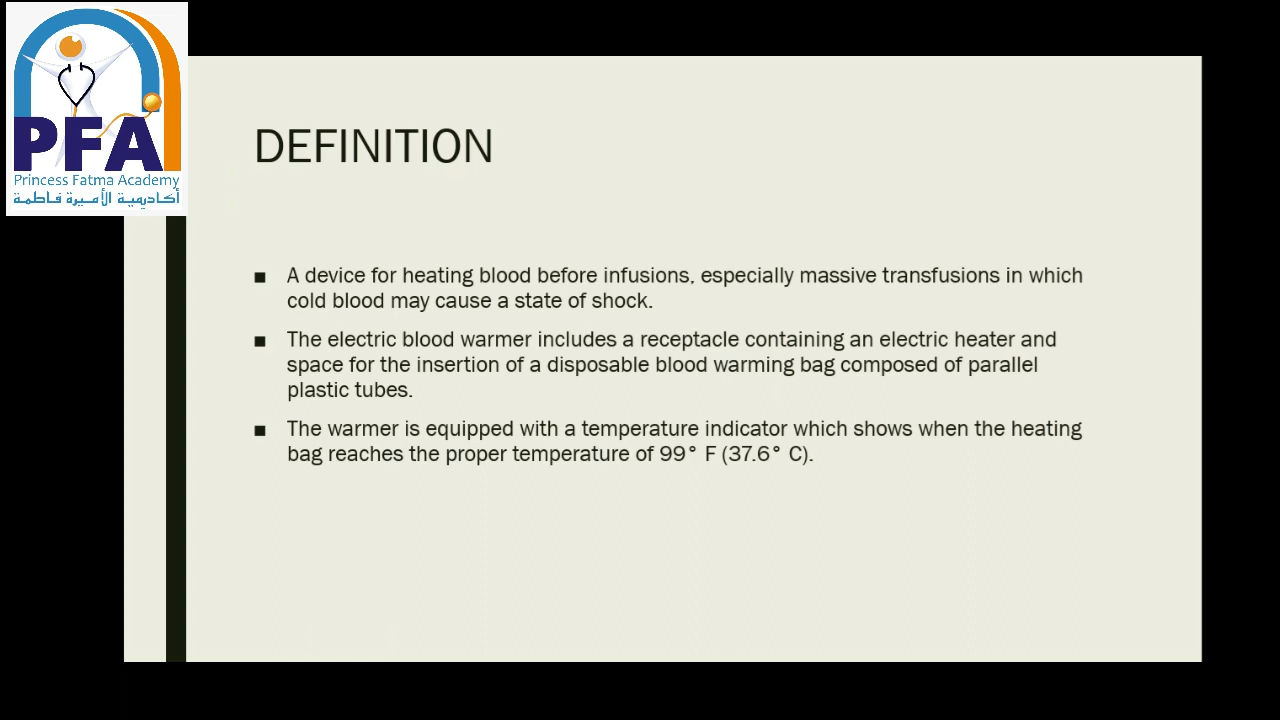 PFA
Princess Fatma Academy
أكاديمية الأميرة فاطمة
DEFINITION
■ A device for heating blood before infusions, especially massive transfusions in which
cold blood may cause a state of shock.
■ The electric blood warmer includes a receptacle containing an electric heater and
space for the insertion of a disposable blood warming bag composed of parallel
plastic tubes.
■ The warmer is equipped with a temperature indicator which shows when the heating
bag reaches the proper temperature of 99° F (37.6° C).